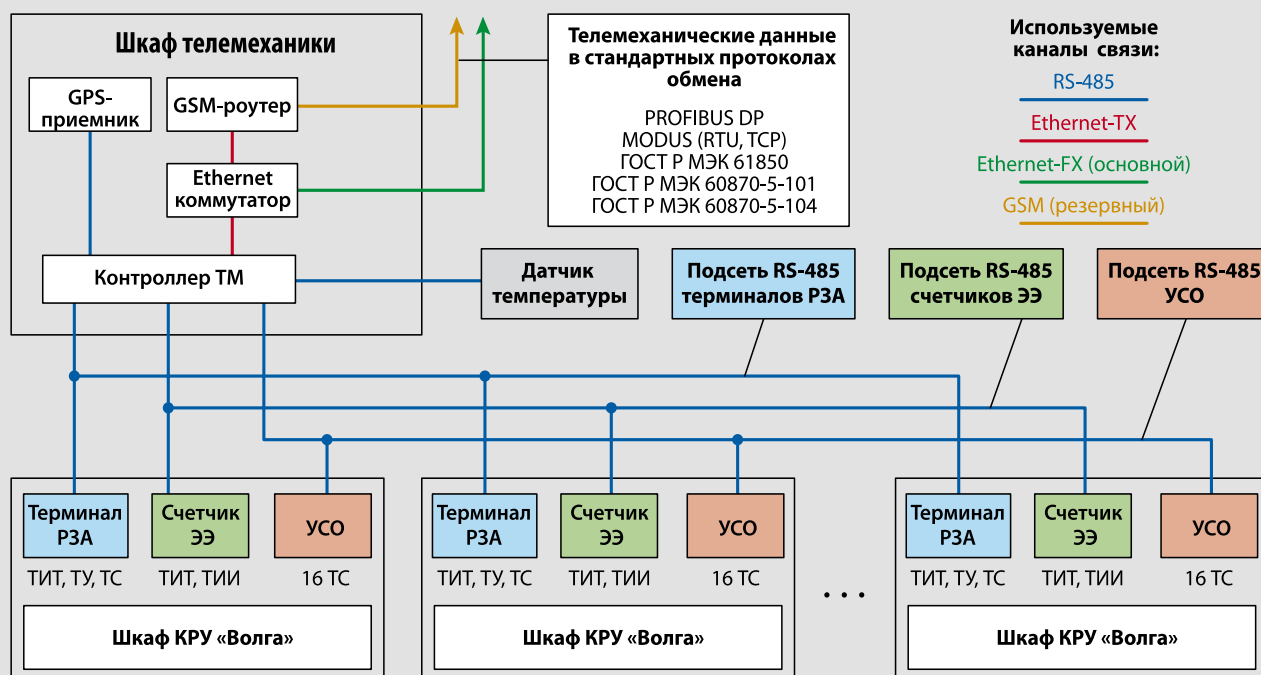 Шкаф телемеханики
GPS-
приемник
GSM-роутер
Ethernet
коммутатор
Контроллер ТМ
Телемеханические данные
в стандартных протоколах
обмена
PROFIBUS DP
MODUS (RTU, TCP)
ГОСТ Р МЭК 61850
ГОСТ Р МЭК 60870-5-101
ГОСТ Р МЭК 60870-5-104
Используемые
каналы связи:
RS-485
Ethernet-TX
Ethernet-FX (основной)
GSM (резервный)
Датчик
температуры
Подсеть RS-485
терминалов РЗА
Подсеть RS-485
счетчиков ЭЭ
Подсеть RS-485
УСО
Терминал
РЗА
Счетчик
ЭЭ
УСО
ТИТ, ТУ, ТС
ТИТ, ТИИ
16 ТС
Шкаф КРУ «Волга»
Терминал
РЗА
Счетчик
ЭЭ
УСО
ТИТ, ТУ, ТС
ТИТ, ТИИ
16 ТС
Шкаф КРУ «Волга»
. . .
Терминал
РЗА
Счетчик
ЭЭ
УСО
ТИТ, ТУ, ТС
ТИТ, ТИИ
16 ТС
Шкаф КРУ «Волга»